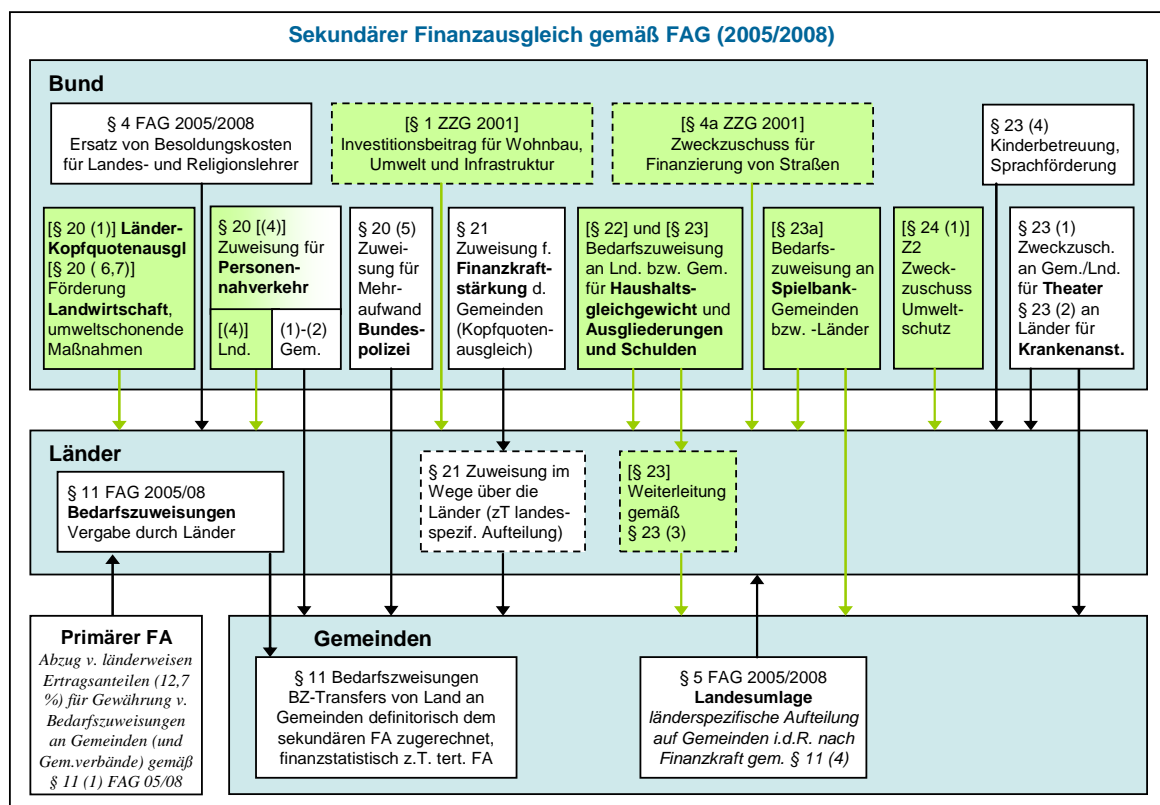 Sekundärer Finanzausgleich gemäß FAG (2005/2008)
Bund
§ 4 FAG 2005/2008
Ersatz von Besoldungskosten
für Landes- und Religionslehrer
[§ 1 ZZG 2001]
Investitionsbeitrag für Wohnbau,
Umwelt und Infrastruktur
[§ 4a ZZG 2001]
Zweckzuschuss für
Finanzierung von Straßen
§ 23 (4)
Kinderbetreuung,
Sprachförderung
[§ 20 (1)] Länder-
Kopfquotenausgl
[§ 20 ( 6,7)]
Förderung
Landwirtschaft,
umweltschonende
Maßnahmen
§ 20 [(4)]
Zuweisung für
Personen-
nahverkehr
[(4)]
Lnd.
(1)-(2)
Gem.
§ 20 (5)
Zuwei-
sung für
Mehr-
aufwand
Bundes-
polizei
§ 21
Zuweisung f.
Finanzkraft-
stärkung d.
Gemeinden
(Kopfquoten-
ausgleich)
[§ 22] und [§ 23]
Bedarfszuweisung
an Lnd. bzw. Gem.
für Haushalts-
gleichgewicht und
Ausgliederungen
und Schulden
[§ 23a]
Bedarfs-
zuweisung an
Spielbank-
Gemeinden
bzw. -Länder
[§ 24 (1)]
Z2
Zweck-
zuschuss
Umwelt-
schutz
§ 23 (1)
Zweckzusch.
an Gem./Lnd.
für Theater
§ 23 (2) an
Länder für
Krankenanst.
Länder
§ 11 FAG 2005/08
Bedarfszuweisungen
Vergabe durch Länder
§ 21 Zuweisung im
Wege über die
Länder (zT landes-
spezif. Aufteilung)
[§ 23]
Weiterleitung
gemäß
§ 23 (3)
Primärer FA
Abzug v. länderweisen
Ertragsanteilen (12,7
%) für Gewährung v.
Bedarfszuweisungen
an Gemeinden (und
Gem.verbände) gemäß
§ 11 (1) FAG 05/08
Gemeinden
§ 11 Bedarfszweisungen
BZ-Transfers von Land an
Gemeinden definitorisch dem
sekundären FA zugerechnet,
finanzstatistisch z.T. tert. FA
§ 5 FAG 2005/2008
Landesumlage
länderspezifische Aufteilung
auf Gemeinden i.d.R. nach
Finanzkraft gem. § 11 (4)